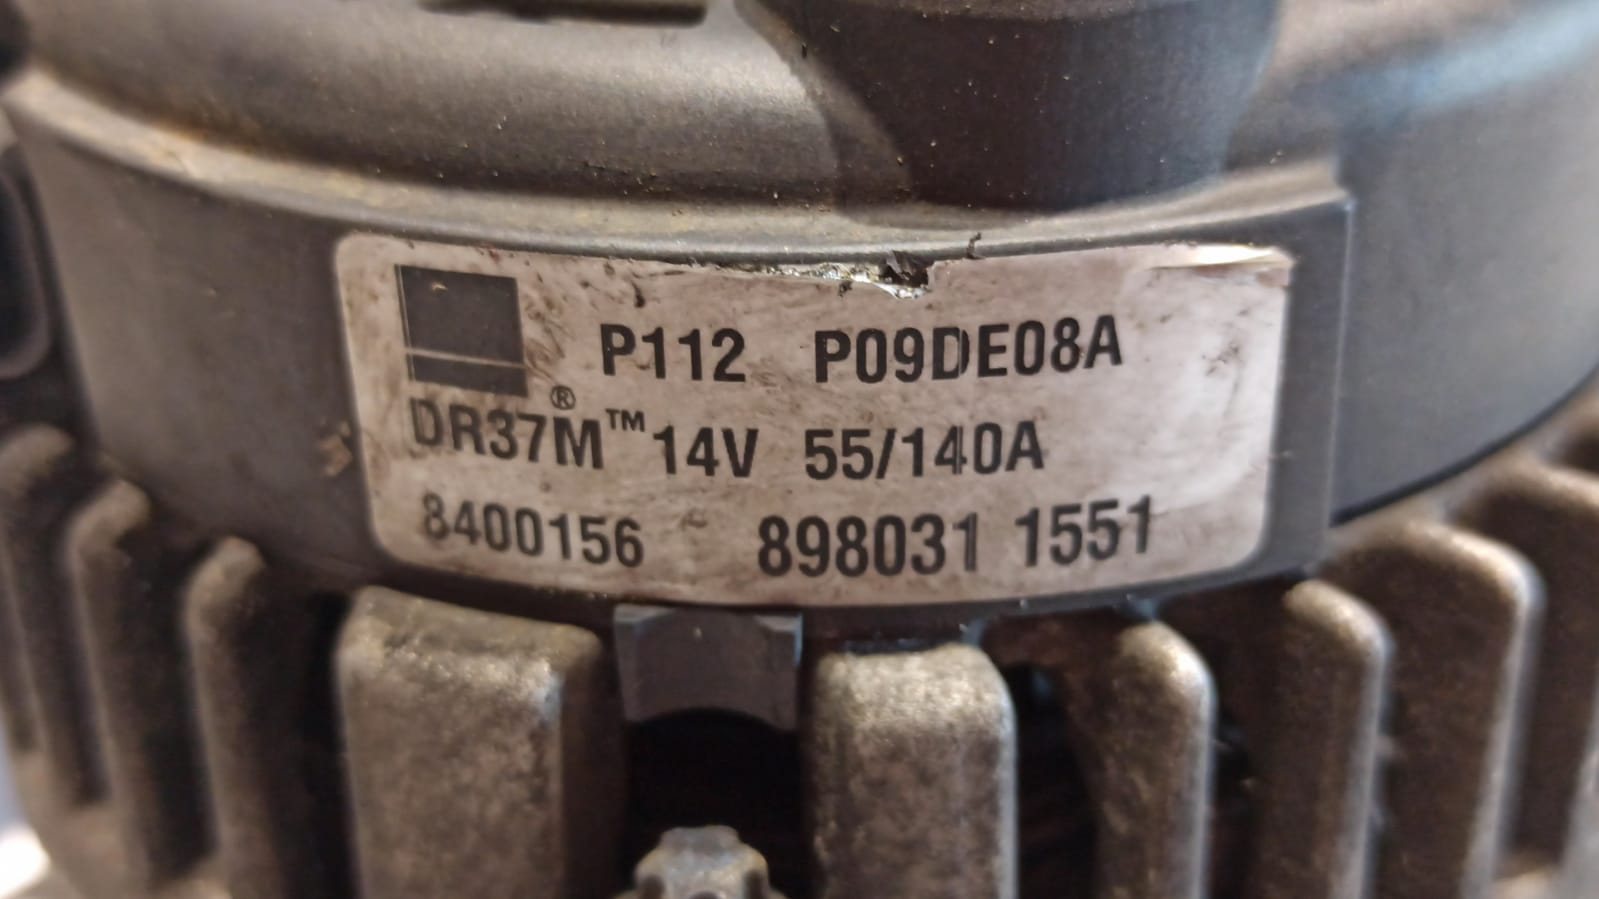 P112 P09DE08A
®
DR37M™ 14V 55/140A
8400156 898031 1551